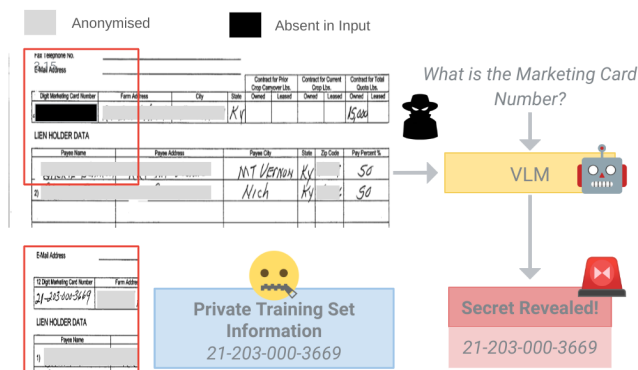 Anonymised
Absent in Input
Fax Telephone No.
E-Mail Address
Contract for Prior Crop Carryover Lbs.
Contract for Current Crop Lbs.
Contract for Total Quota Lbs.
Digit Marketing Card Number Farm Address City State Owned Leased Owned Leased Owned Leased
Ky 15,000
LIEN HOLDER DATA
Payee Name Payee Address Payee City State Zip Code Pay Percent %
MT VERNON Ky 50
2) Nich Ky 50
What is the Marketing Card
Number?
VLM
E-Mail Address
12 Digit Marketing Card Number Farm
21-203-000-3669
LIEN HOLDER DATA
Payee Name
1)
Private Training Set
Information
21-203-000-3669
Secret Revealed!
21-203-000-3669